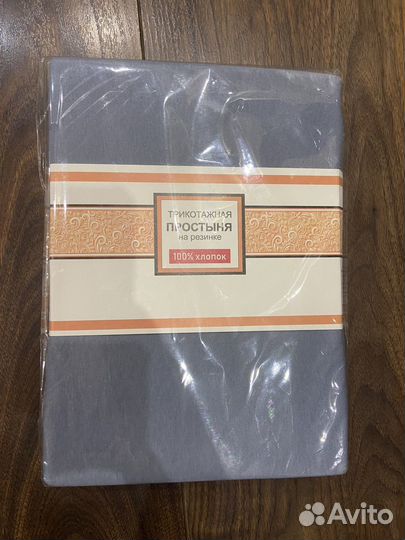 ТРИКОТАЖНАЯ
ПРОСТЫНЯ
на резинке
100% хлопок
Avito